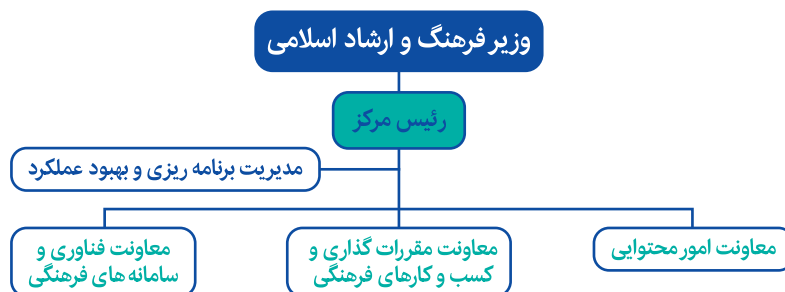 وزیر فرهنگ و ارشاد اسلامی
رئیس مرکز
مدیریت برنامه ریزی و بهبود عملکرد
معاونت امور محتوایی
معاونت مقررات گذاری و
کسب و کارهای فرهنگی
معاونت فناوری و
سامانه های فرهنگی